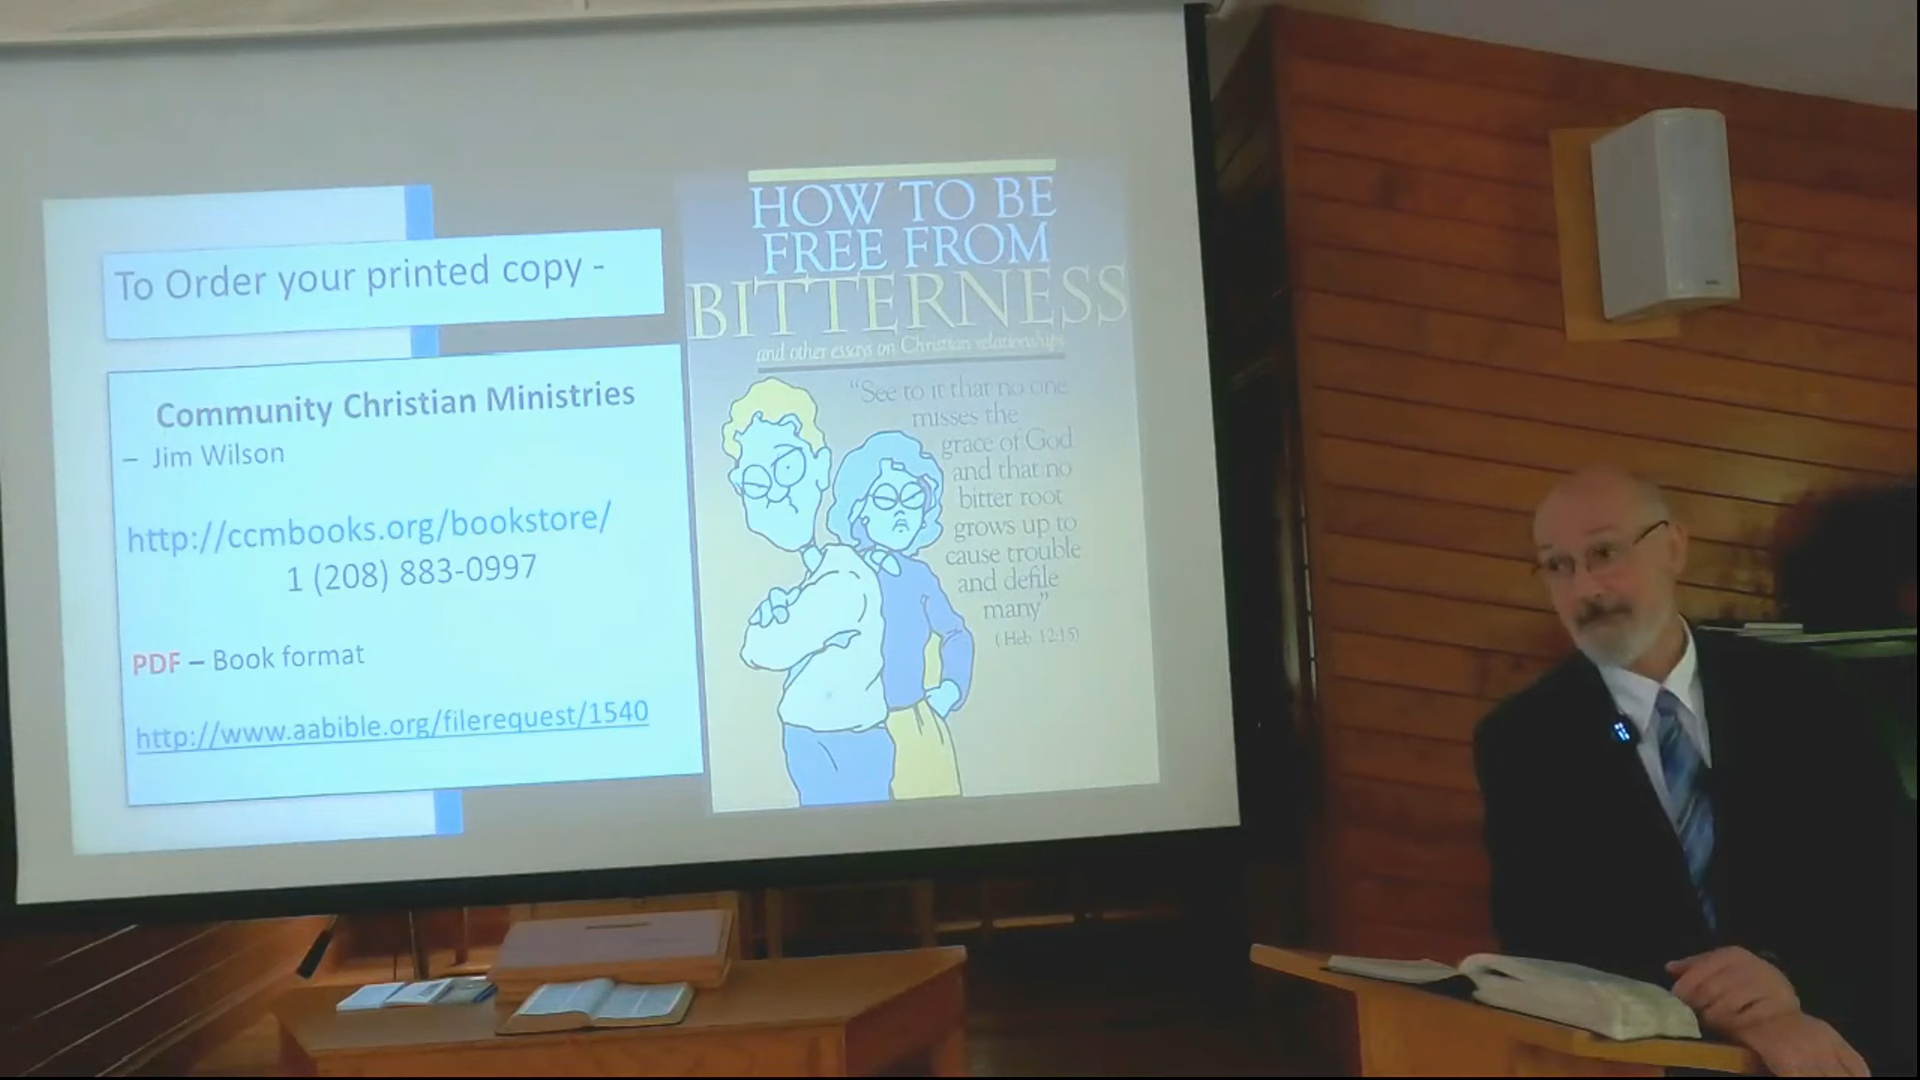 To Order your printed copy -
Community Christian Ministries
– Jim Wilson
http://ccmbooks.org/bookstore/
1 (208) 883-0997
PDF – Book format
http://www.aabible.org/filerequest/1540
HOW TO BE
FREE FROM
BITTERNESS
and other essays on Christian relationships
"See to it that no one
misses the
grace of God
and that no
bitter root
grows up to
cause trouble
and defile
many"
(Heb 12:15)